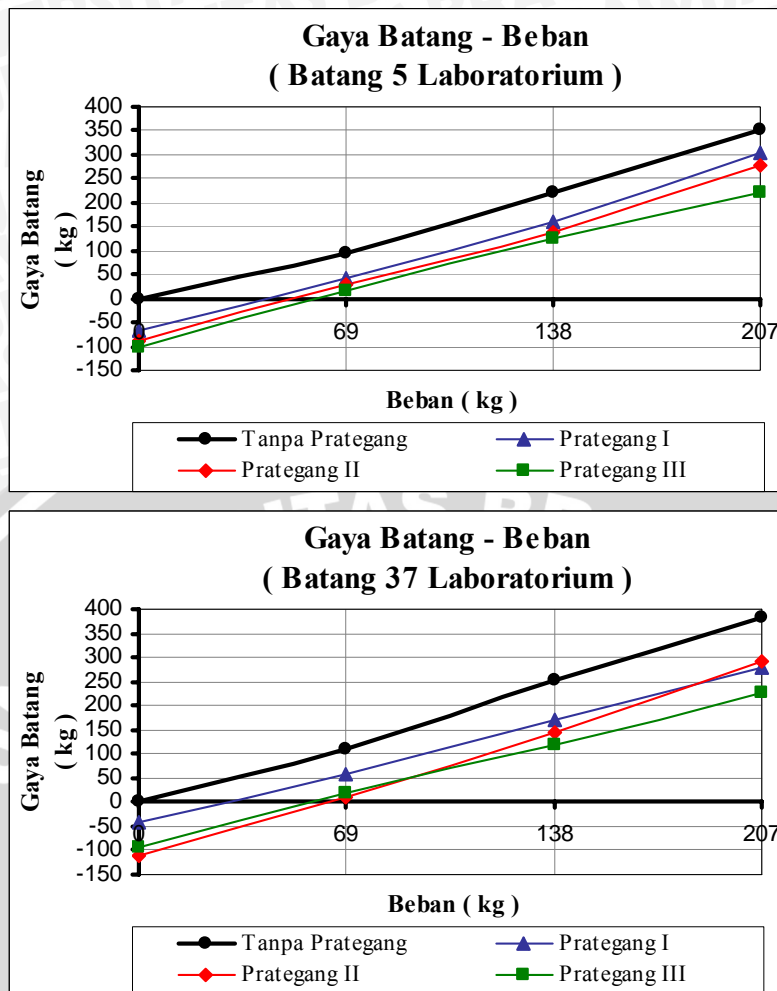 Gaya Batang - Beban
( Batang 5 Laboratorium )
400
350
300
250
200
150
100
50
0
-50
-100
-150
Gaya Batang
( kg )
0
69
138
207
Beban ( kg )
Tanpa Prategang
Prategang I
Prategang II
Prategang III
ITAS BR
Gaya Batang - Beban
( Batang 37 Laboratorium )
400
350
300
250
200
150
100
50
0
-50
-100
-150
Gaya Batang
( kg )
0
69
138
207
Beban ( kg )
Tanpa Prategang
Prategang I
Prategang II
Prategang III